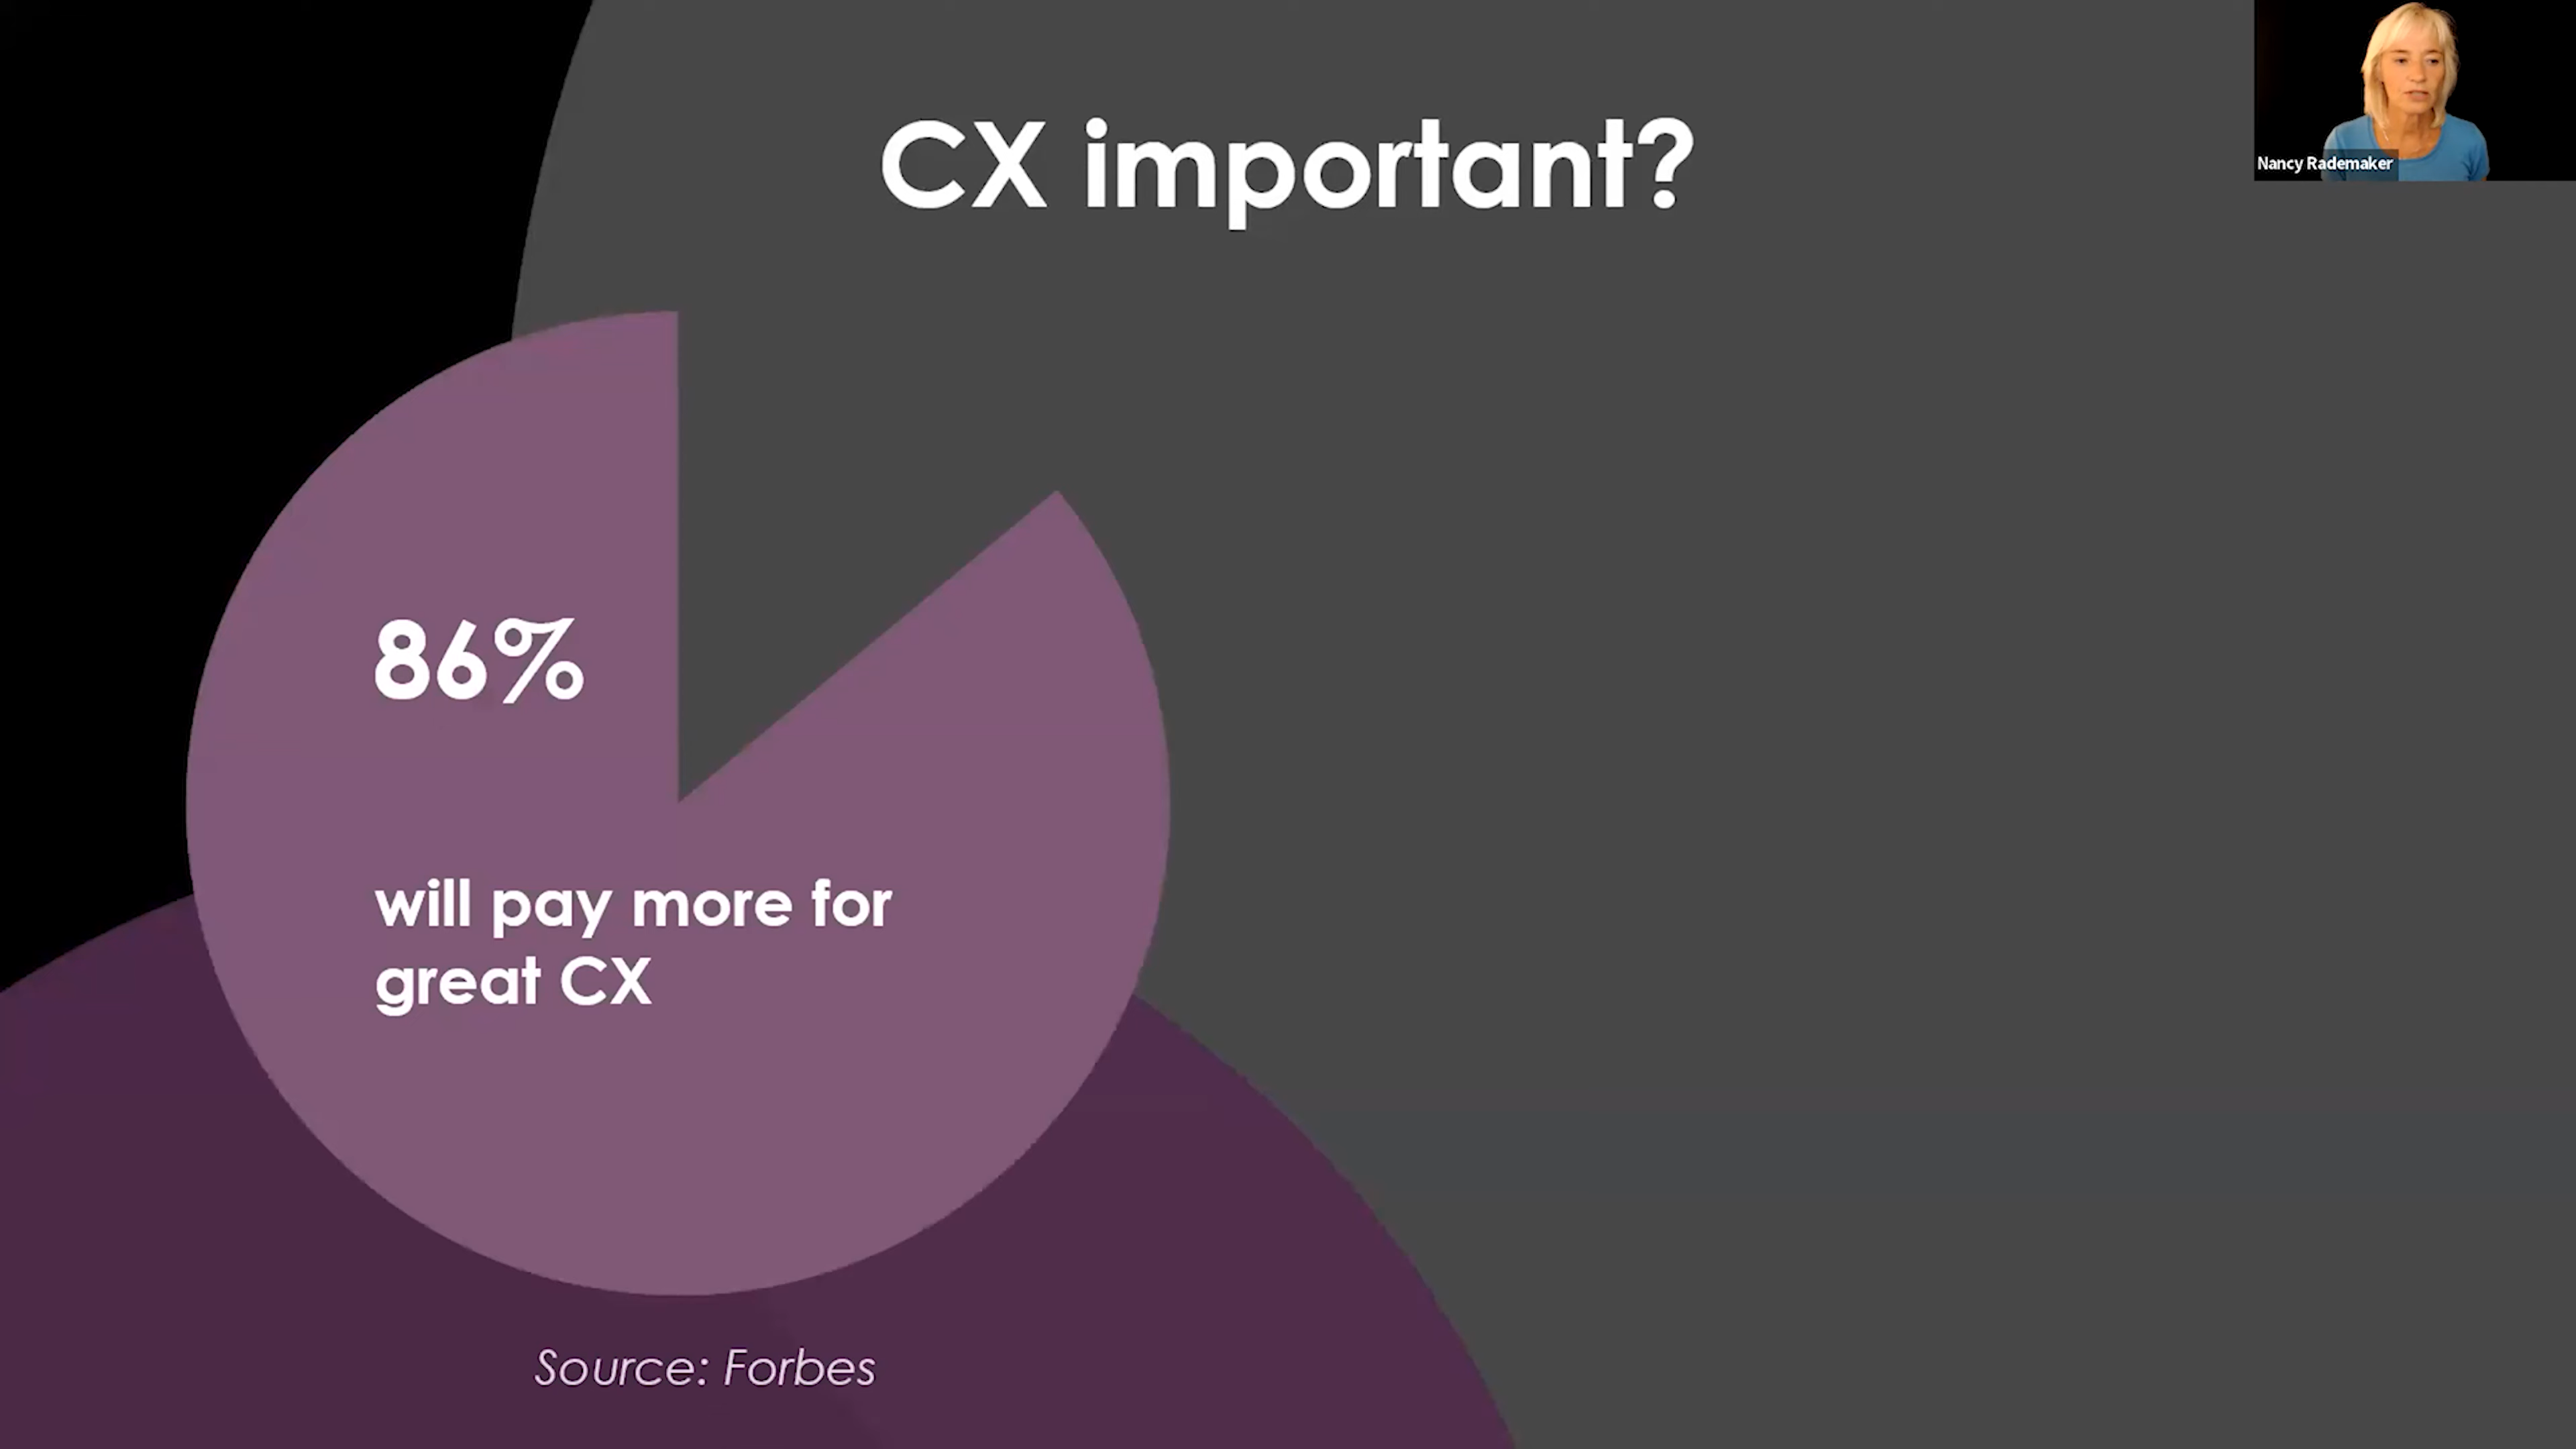 CX important?
Nancy Rademaker
86%
will pay more for
great CX
Source: Forbes